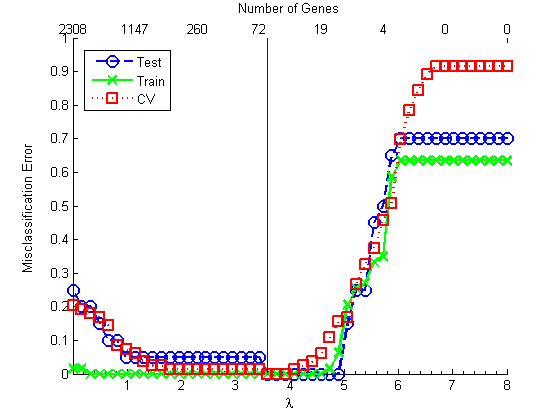 Number of Genes
2308 1147 260 72 19 4 0 0
Test
Train
CV
Misclassification Error
1
0.9
0.8
0.7
0.6
0.5
0.4
0.3
0.2
0.1
0
1 2 3 4 5 6 7 8
λ